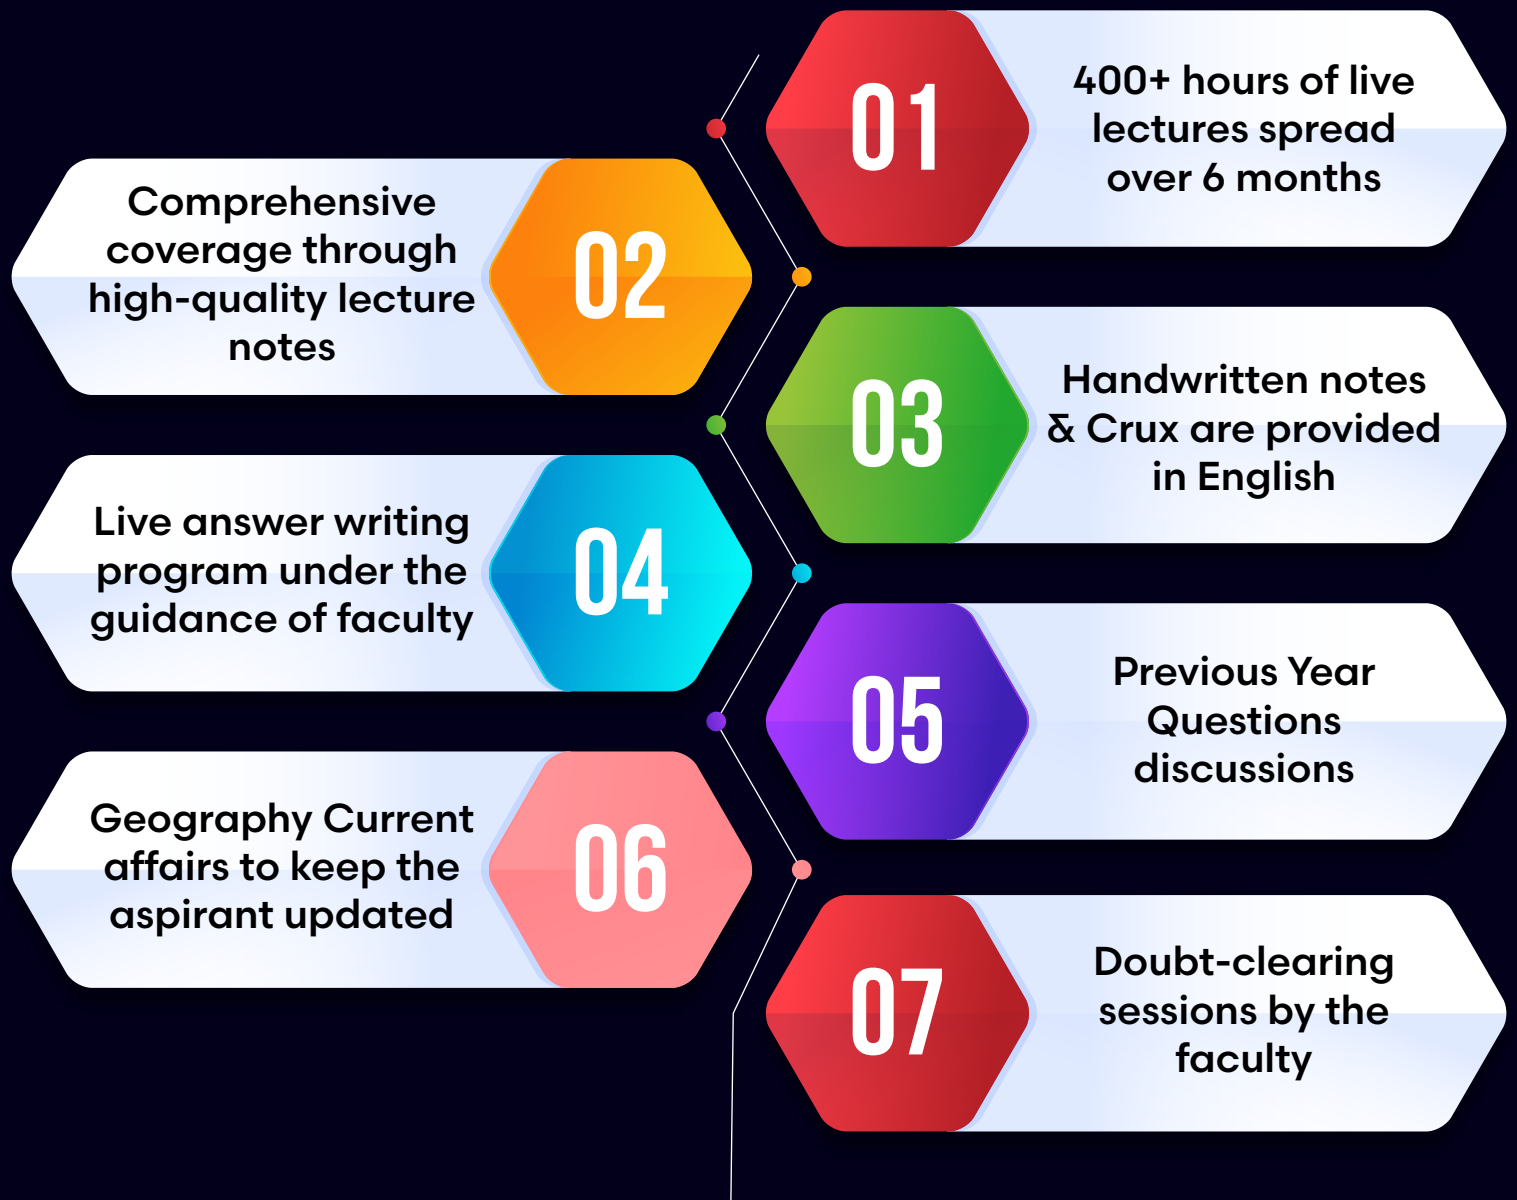 01
400+ hours of live
lectures spread
over 6 months
02
Comprehensive
coverage through
high-quality lecture
notes
03
Handwritten notes
& Crux are provided
in English
04
Live answer writing
program under the
guidance of faculty
05
Previous Year
Questions
discussions
06
Geography Current
affairs to keep the
aspirant updated
07
Doubt-clearing
sessions by the
faculty